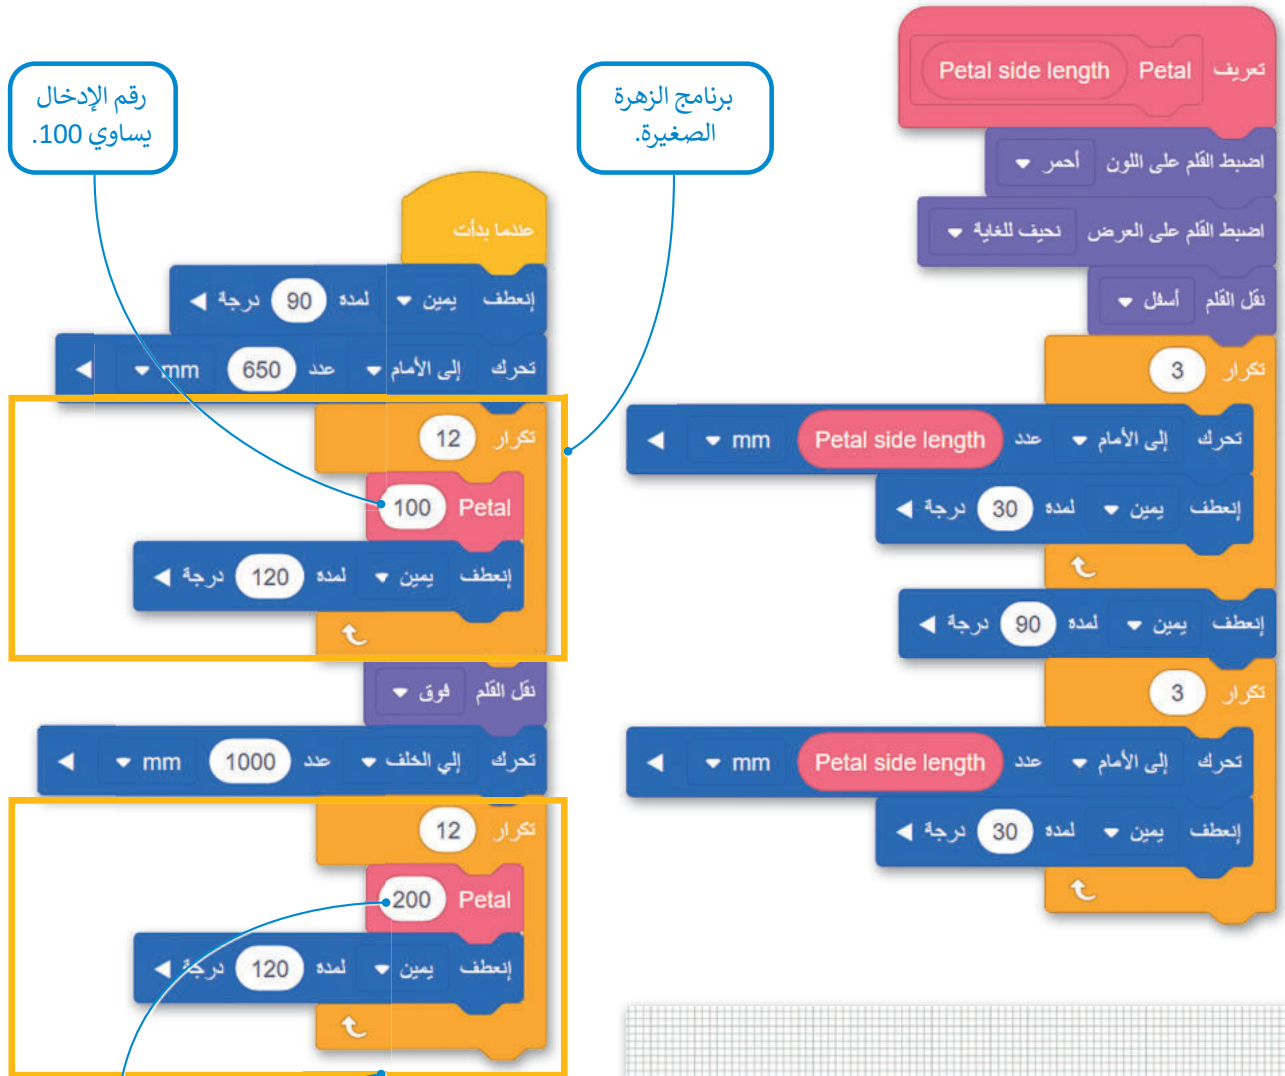 تعريف Petal Petal side length
اضبط القلم على اللون أحمر
اضبط القلم على العرض نحيف للغاية
نقل القلم أسفل
تكرار 3
تحرك إلى الأمام عدد Petal side length mm
إنعطف يمين لمدة 30 درجة
إنعطف يمين لمدة 90 درجة
تكرار 3
تحرك إلى الأمام عدد Petal side length mm
إنعطف يمين لمدة 30 درجة
برنامج الزهرة
الصغيرة.
رقم الإدخال
يساوي 100.
عندما بدأت
إنعطف يمين لمدة 90 درجة
تحرك إلى الأمام عدد 650 mm
تكرار 12
Petal 100
إنعطف يمين لمدة 120 درجة
نقل القلم فوق
تحرك إلي الخلف عدد 1000 mm
تكرار 12
Petal 200
إنعطف يمين لمدة 120 درجة